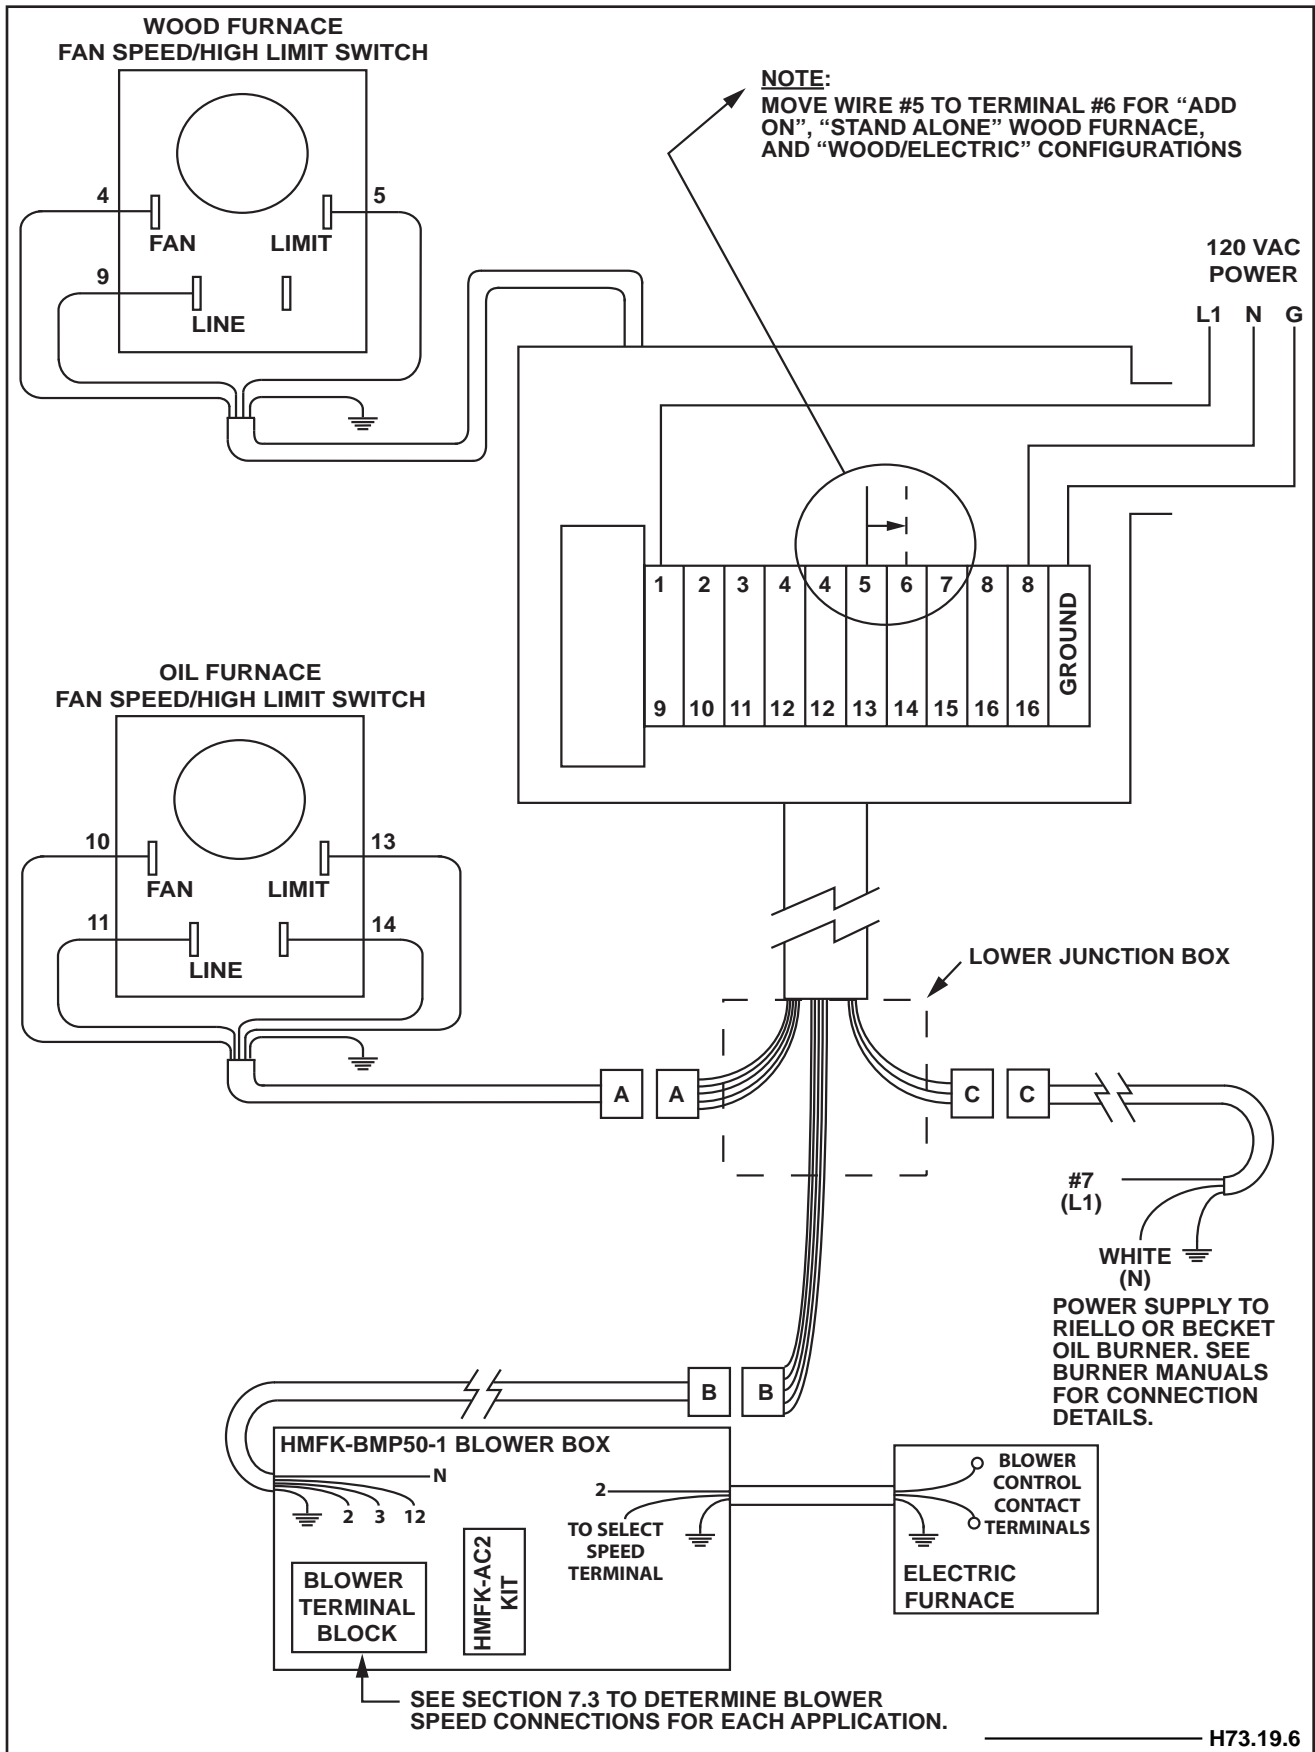 WOOD FURNACE
FAN SPEED/HIGH LIMIT SWITCH
4
5
FAN
LIMIT
9
LINE
NOTE:
MOVE WIRE #5 TO TERMINAL #6 FOR “ADD
ON”, “STAND ALONE” WOOD FURNACE,
AND “WOOD/ELECTRIC” CONFIGURATIONS
120 VAC
POWER
L1 N G
1 2 3 4 4 5 6 7 8 8
GROUND
9 10 11 12 12 13 14 15 16 16
OIL FURNACE
FAN SPEED/HIGH LIMIT SWITCH
10
13
FAN
LIMIT
11
14
LINE
LOWER JUNCTION BOX
A A
C C
#7
(L1)
WHITE
(N)
POWER SUPPLY TO
RIELLO OR BECKET
OIL BURNER. SEE
BURNER MANUALS
FOR CONNECTION
DETAILS.
B B
HMFK-BMP50-1 BLOWER BOX
N
2 3 12
2
TO SELECT
SPEED
TERMINAL
BLOWER
TERMINAL
BLOCK
HMFK-AC2
KIT
BLOWER
CONTROL
CONTACT
TERMINALS
ELECTRIC
FURNACE
SEE SECTION 7.3 TO DETERMINE BLOWER
SPEED CONNECTIONS FOR EACH APPLICATION.
H73.19.6